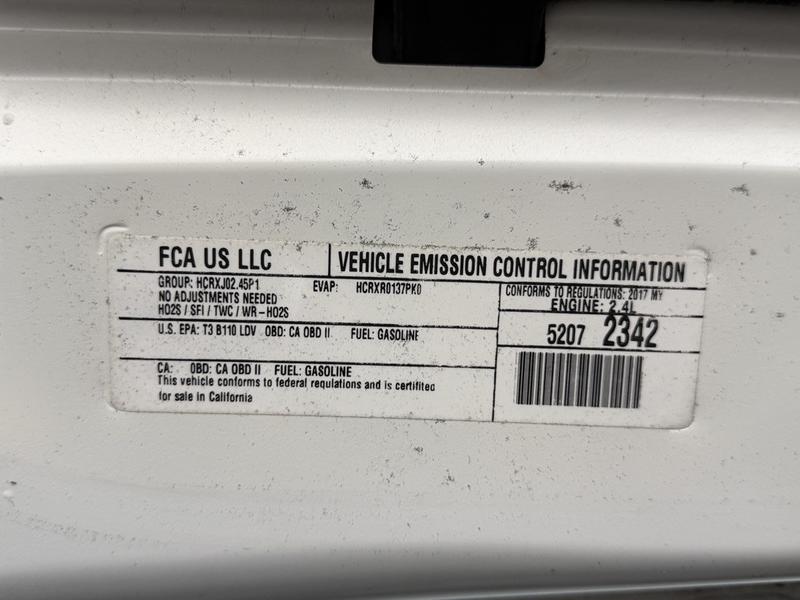 FCA US LLC
VEHICLE EMISSION CONTROL INFORMATION
GROUP: HCRXJ02.45P1 EVAP: HCRXR0137PK0
NO ADJUSTMENTS NEEDED
HO2S / SFI / TWC / WR-HO2S
CONFORMS TO REGULATIONS: 2017 MY
ENGINE: 2.4L
U.S. EPA: T3 B110 LDV OBD: CA OBD II FUEL: GASOLINE
5207 2342
CA: OBD: CA OBD II FUEL: GASOLINE
This vehicle conforms to federal regulations and is certified
for sale in California